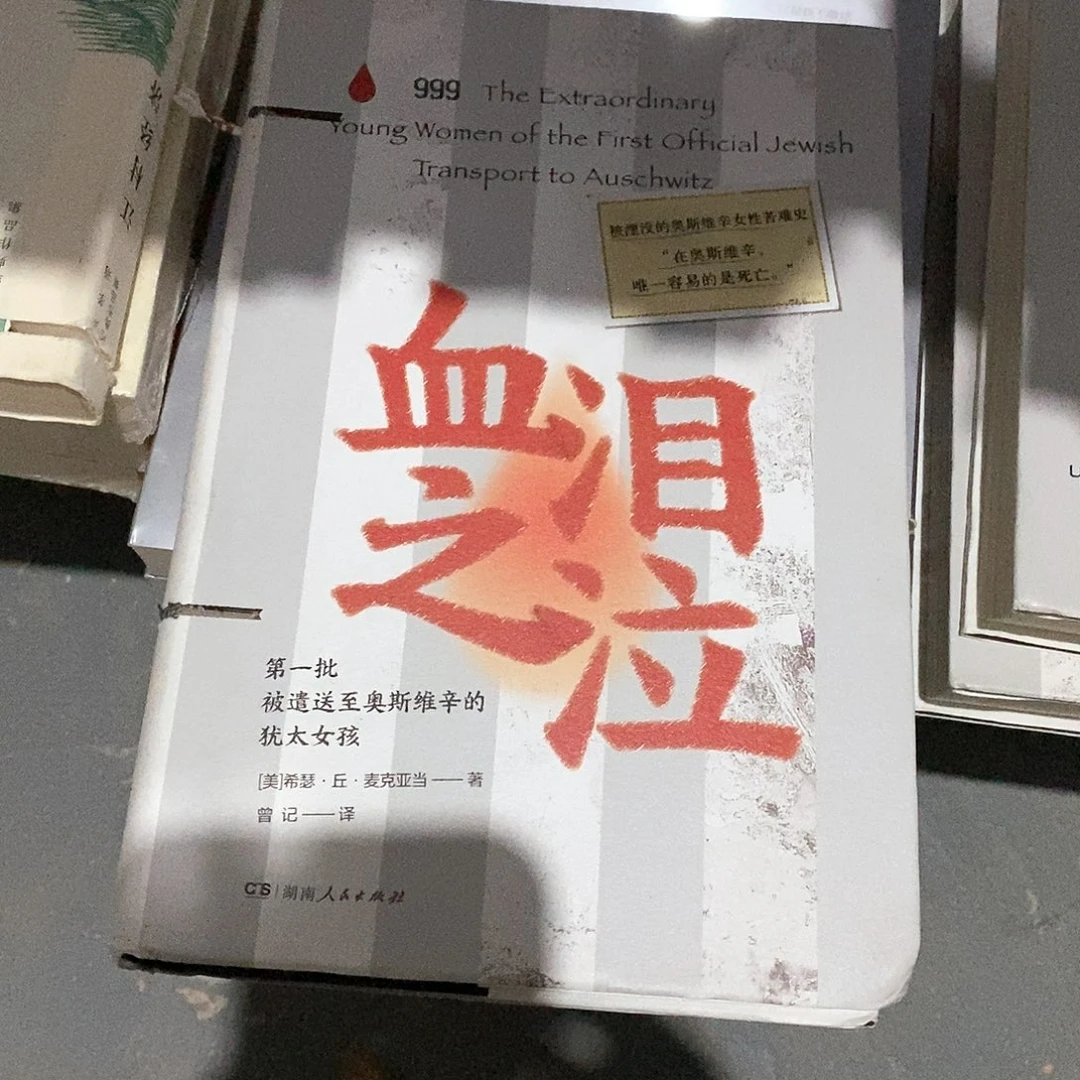 999 The Extraordinary
Young Women of the First Official Jewish
Transport to Auschwitz
被湮没的奥斯维辛女性苦难史
“在奥斯维辛，
唯一容易的是死亡。”
血泪
之泣
第一批
被遣送至奥斯维辛的
犹太女孩
[美]希瑟·丘·麦克亚当——著
曾记——译
CTS 湖南人民出版社